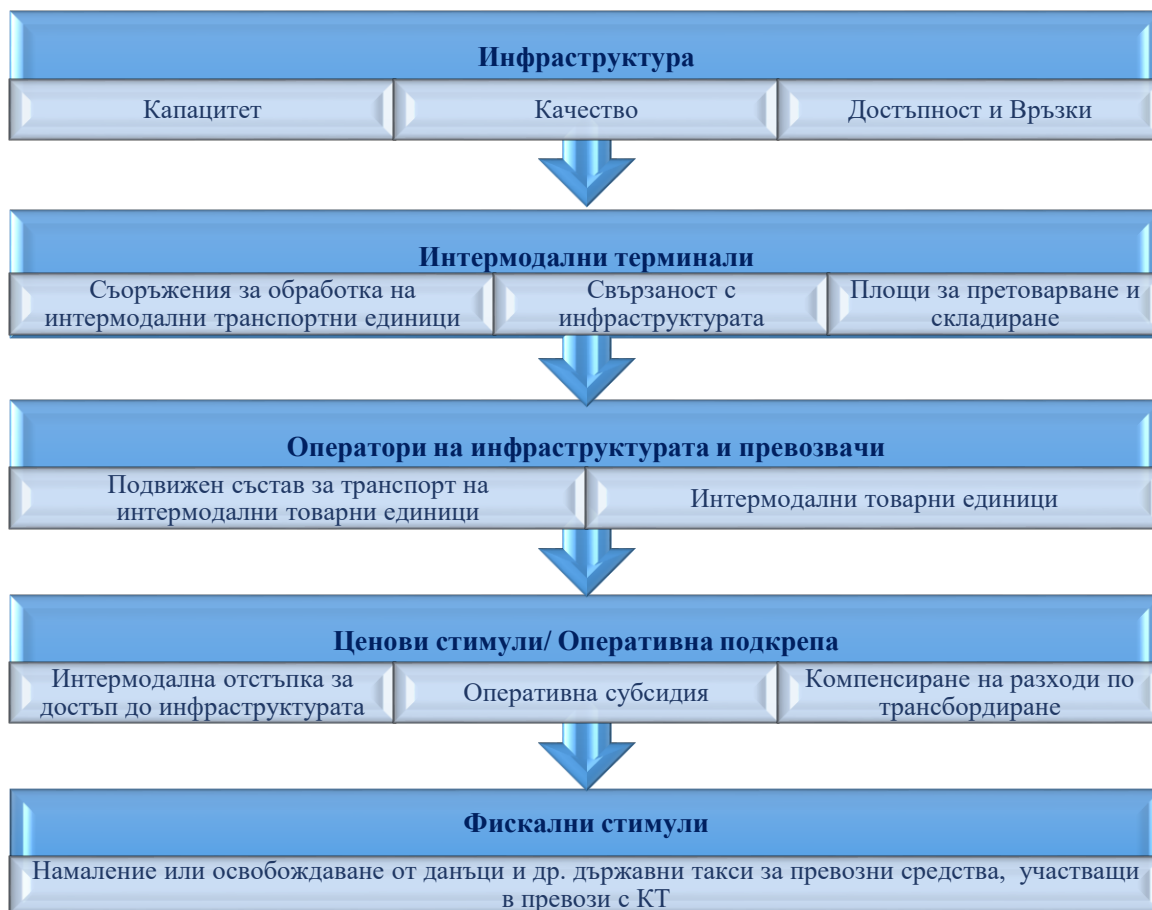 Инфраструктура
Капацитет
Качество
Достъпност и Връзки
Интермодални терминали
Съоръжения за обработка на
интермодални транспортни единици
Свързаност с
инфраструктурата
Площи за претоварване и
складиране
Оператори на инфраструктурата и превозвачи
Подвижен състав за транспорт на
интермодални товарни единици
Интермодални товарни единици
Ценови стимули/ Оперативна подкрепа
Интермодална отстъпка за
достъп до инфраструктурата
Оперативна субсидия
Компенсиране на разходи по
трансбордиране
Фискални стимули
Намаление или освобождаване от данъци и др. държавни такси за превозни средства, участващи
в превози с КТ